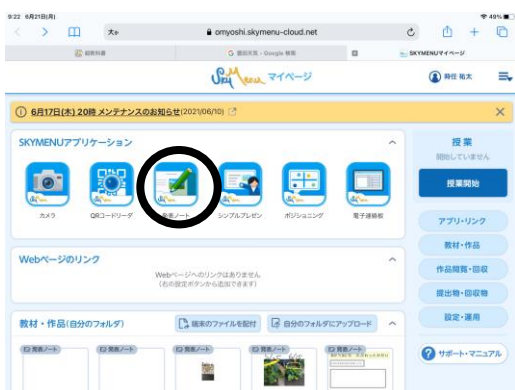 9:22 6月21日(月)
49%
大あ
omyoshi.skymenu-cloud.net
G 豊田天気 - Google 検索
SKYMENUマイページ
SkyMenu マイページ
6月17日(木) 20時 メンテナンスのお知らせ(2021/06/10)
SKYMENUアプリケーション
カメラ
QRコードリーダ
発表ノート
シンプルプレゼン
ポジショニング
電子連絡板
授業
開始していません
授業開始
アプリ・リンク
教材・作品
作品閲覧・回収
提出物・回収物
設定・運用
サポート・マニュアル
Webページのリンク
Webページへのリンクはありません
(右の設定ボタンから追加できます)
教材・作品(自分のフォルダ)
端末のファイルを配付
自分のフォルダにアップロード
発表ノート
発表ノート
発表ノート
発表ノート
発表ノート